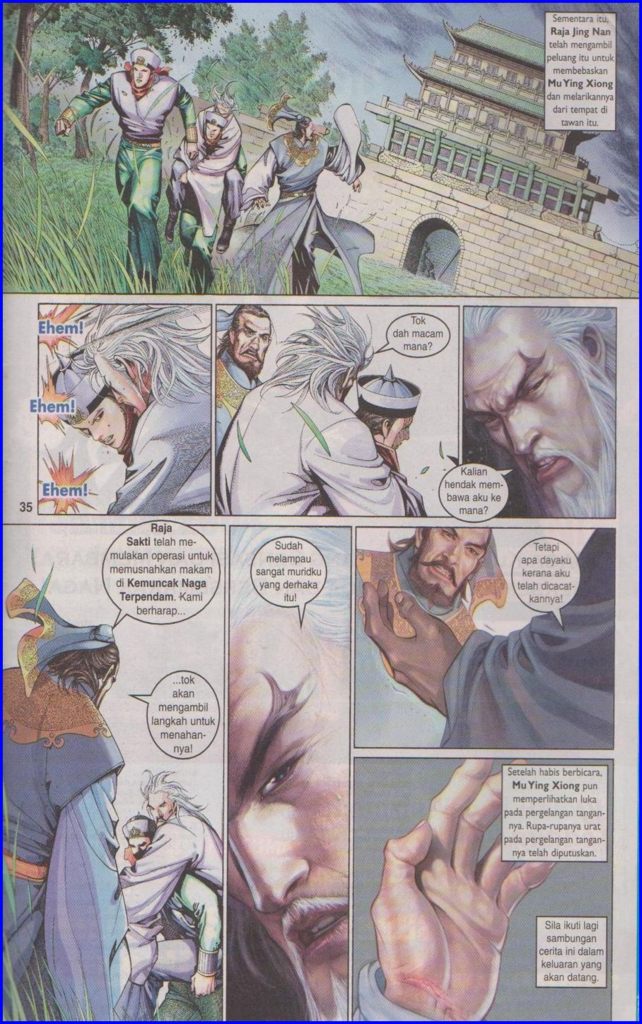 Sementara itu,
Raja Jing Nan
telah mengambil
peluang itu untuk
membebaskan
Mu Ying Xiong
dan melarikannya
dari tempat di
tawan itu.
Ehem!
Ehem!
Ehem!
Tok
dah macam
mana?
Kalian
hendak mem-
bawa aku ke
mana?
35
Raja
Sakti telah me-
mulakan operasi untuk
memusnahkan makam
di Kemuncak Naga
Terpendam. Kami
berharap...
...tok
akan
mengambil
langkah untuk
menahan-
nya!
Sudah
melampau
sangat muridku
yang derhaka
itu!
Tetapi
apa dayaku
kerana aku
telah dicacat-
kannya!
Setelah habis berbicara,
Mu Ying Xiong pun
memperlihatkan luka
pada pergelangan tangan-
nya. Rupa-rupanya urat
pada pergelangan tangan-
nya telah diputuskan.
Sila ikuti lagi
sambungan
cerita ini dalam
keluaran yang
akan datang.